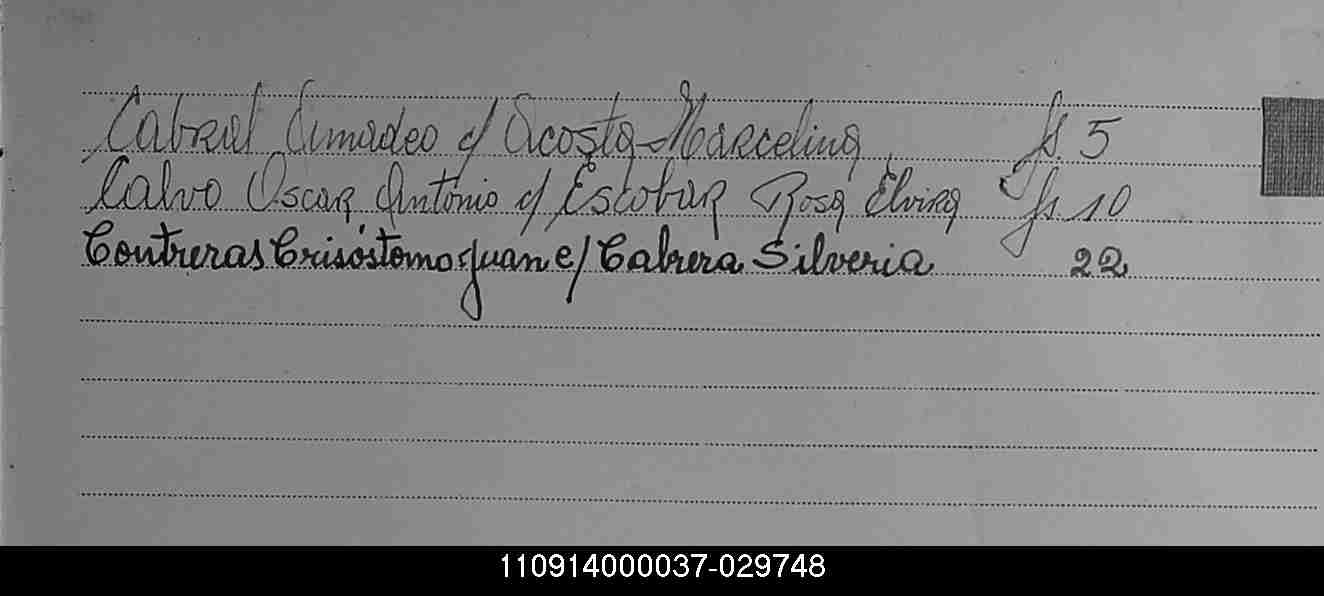 Cabral Amadeo c/ Acosta Marcelina fs. 5
Calvo Oscar Antonio c/ Escobar Rosa Elvira fs 10
Contreras Crisóstomo Juan c/ Cabrera Silveria 22
110914000037-029748